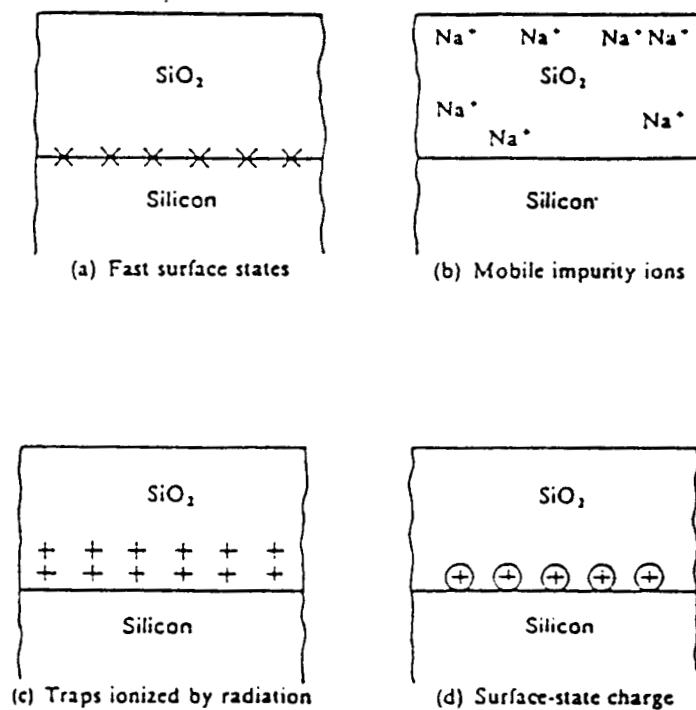 Na⁺ Na⁺ Na⁺ Na⁺
SiO₂ SiO₂
Na⁺ Na⁺ Na⁺
Silicon Silicon
(a) Fast surface states (b) Mobile impurity ions
SiO₂ SiO₂
+ + + + + +
+ + + + + + + + + + +
Silicon Silicon
(c) Traps ionized by radiation (d) Surface-state charge